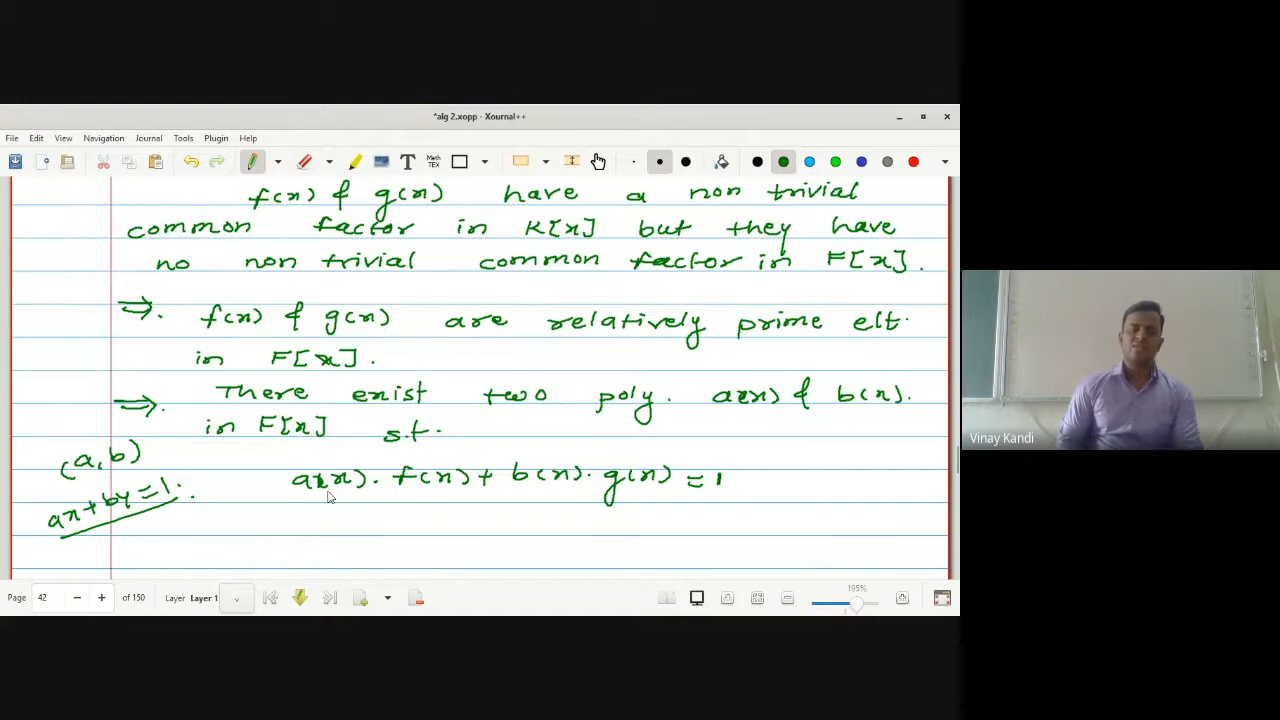 *alg 2.xopp - Xournal++
File Edit View Navigation Journal Tools Plugin Help
f(x) & g(x) have a non trivial
common factor in K[x] but they have
no non trivial common factor in F[x].
⇒. f(x) & g(x) are relatively prime elt.
in F[x].
⇒. There exist two poly. a(x) & b(x).
in F[x] s.t.
(a, b)
ax+by=1.
a(x). f(x) + b(x). g(x) = 1
Vinay Kandi
Page 42 of 150 Layer Layer 1 195%